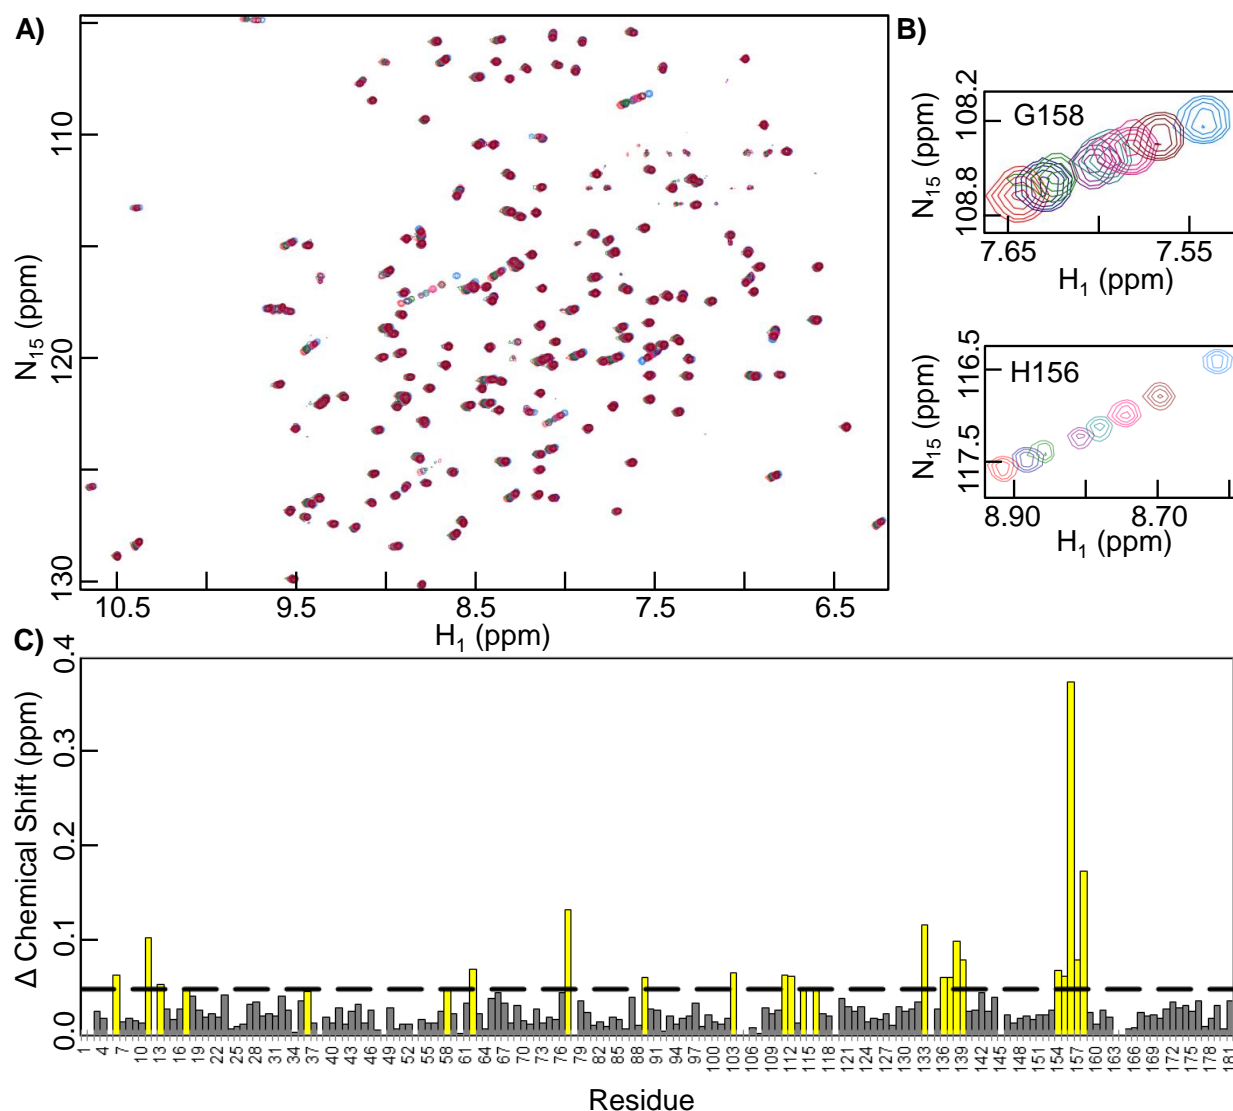 A)
B)
110
120
130
N15 (ppm)
10.5 9.5 8.5 7.5 6.5
H1 (ppm)
G158
108.2
108.8
N15 (ppm)
7.65 7.55
H1 (ppm)
H156
116.5
117.5
N15 (ppm)
8.90 8.70
H1 (ppm)
C)
0.4
0.3
0.2
0.1
0.0
Δ Chemical Shift (ppm)
1 4 7 10 13 16 19 22 25 28 31 34 37 40 43 46 49 52 55 58 61 64 67 70 73 76 79 82 85 88 91 94 97 100 103 106 109 112 115 118 121 124 127 130 133 136 139 142 145 148 151 154 157 160 163 166 169 172 175 178 181
Residue